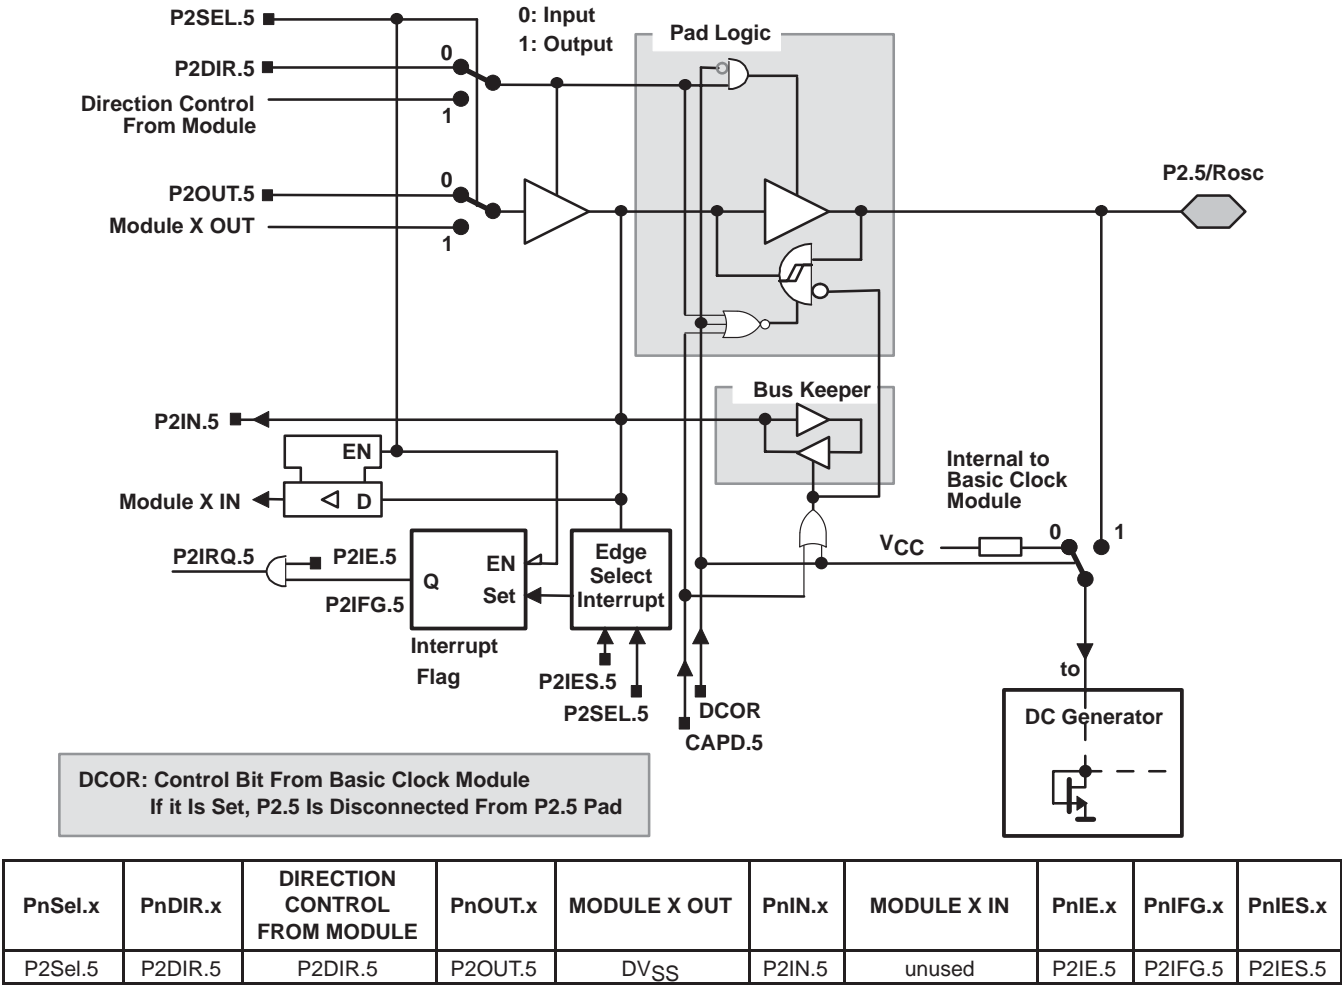 P2SEL.5
0: Input
1: Output
Pad Logic
0
P2DIR.5
Direction Control
From Module
1
P2.5/Rosc
0
P2OUT.5
Module X OUT
1
Bus Keeper
P2IN.5
EN
Internal to
Basic Clock
Module
Module X IN
D
VCC
0
1
P2IRQ.5
P2IE.5
Q
EN
Set
Edge
Select
Interrupt
P2IFG.5
Interrupt
Flag
P2IES.5
P2SEL.5
DCOR
CAPD.5
to
DC Generator
DCOR: Control Bit From Basic Clock Module
If it Is Set, P2.5 Is Disconnected From P2.5 Pad
PnSel.x PnDIR.x DIRECTION CONTROL FROM MODULE PnOUT.x MODULE X OUT PnIN.x MODULE X IN PnIE.x PnIFG.x PnIES.x
P2Sel.5 P2DIR.5 P2DIR.5 P2OUT.5 DVSS P2IN.5 unused P2IE.5 P2IFG.5 P2IES.5